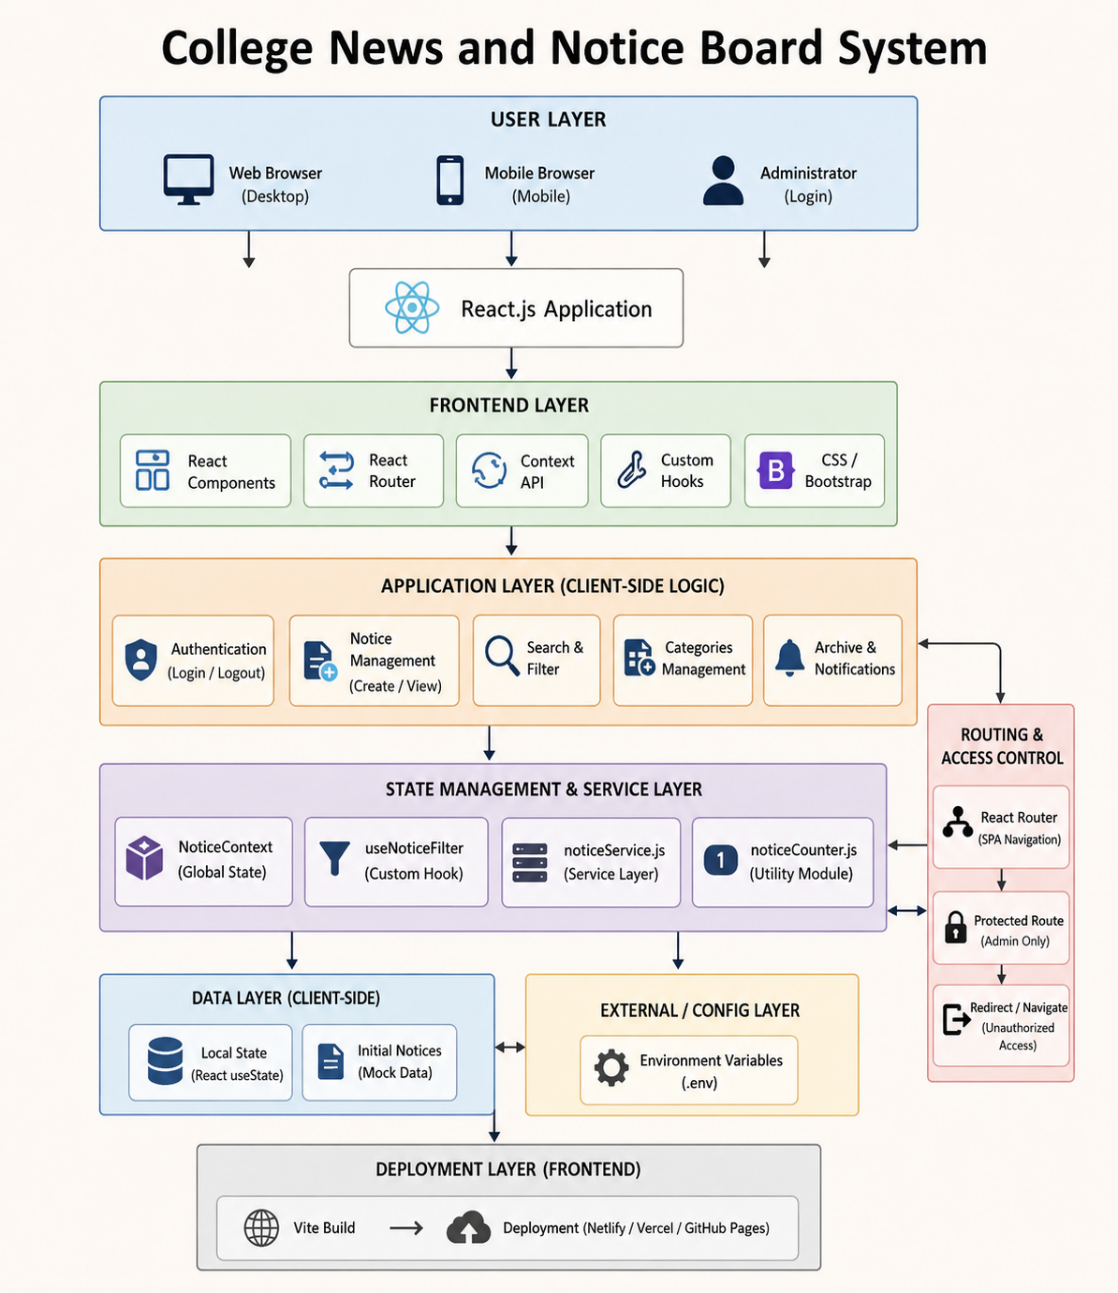 College News and Notice Board System
USER LAYER
Web Browser
(Desktop)
Mobile Browser
(Mobile)
Administrator
(Login)
React.js Application
FRONTEND LAYER
React
Components
React
Router
Context
API
Custom
Hooks
B
CSS /
Bootstrap
APPLICATION LAYER (CLIENT-SIDE LOGIC)
Authentication
(Login / Logout)
Notice
Management
(Create / View)
Search &
Filter
Categories
Management
Archive &
Notifications
ROUTING &
ACCESS CONTROL
React Router
(SPA Navigation)
Protected Route
(Admin Only)
Redirect / Navigate
(Unauthorized
Access)
STATE MANAGEMENT & SERVICE LAYER
NoticeContext
(Global State)
useNoticeFilter
(Custom Hook)
noticeService.js
(Service Layer)
1
noticeCounter.js
(Utility Module)
DATA LAYER (CLIENT-SIDE)
Local State
(React useState)
Initial Notices
(Mock Data)
EXTERNAL / CONFIG LAYER
Environment Variables
(.env)
DEPLOYMENT LAYER (FRONTEND)
Vite Build
Deployment (Netlify / Vercel / GitHub Pages)